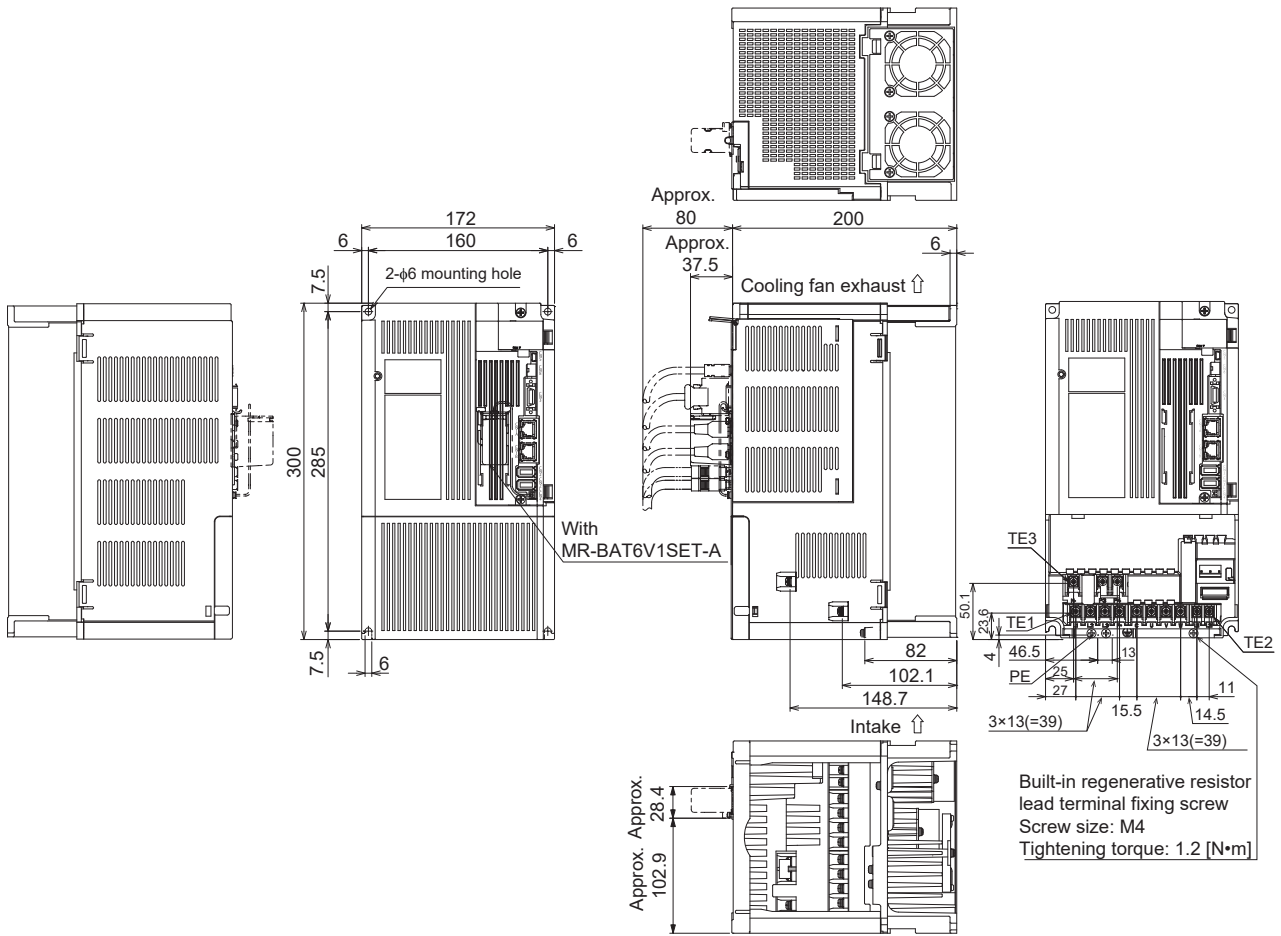 Approx.
80
200
172
6
160
6
Approx.
37.5
6
7.5
2-ϕ6 mounting hole
Cooling fan exhaust ⇧
300
285
With
MR-BAT6V1SET-A
7.5
6
82
102.1
148.7
Intake ⇧
TE3
50.1
23.6
TE1
4
TE2
46.5
13
PE
25
27
15.5
11
14.5
3×13(=39)
3×13(=39)
Approx.
28.4
Approx.
102.9
Built-in regenerative resistor
lead terminal fixing screw
Screw size: M4
Tightening torque: 1.2 [N•m]